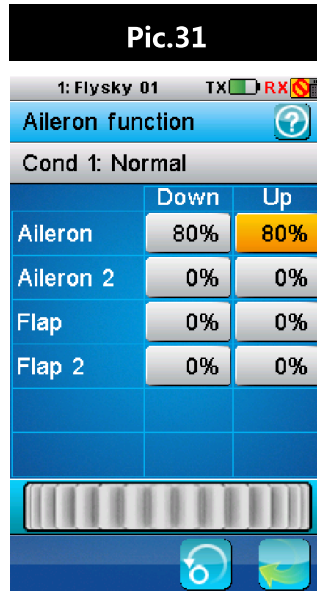 Pic.31
1: Flysky 01 TX RX
Aileron function ?
Cond 1: Normal
Down Up
Aileron 80% 80%
Aileron 2 0% 0%
Flap 0% 0%
Flap 2 0% 0%